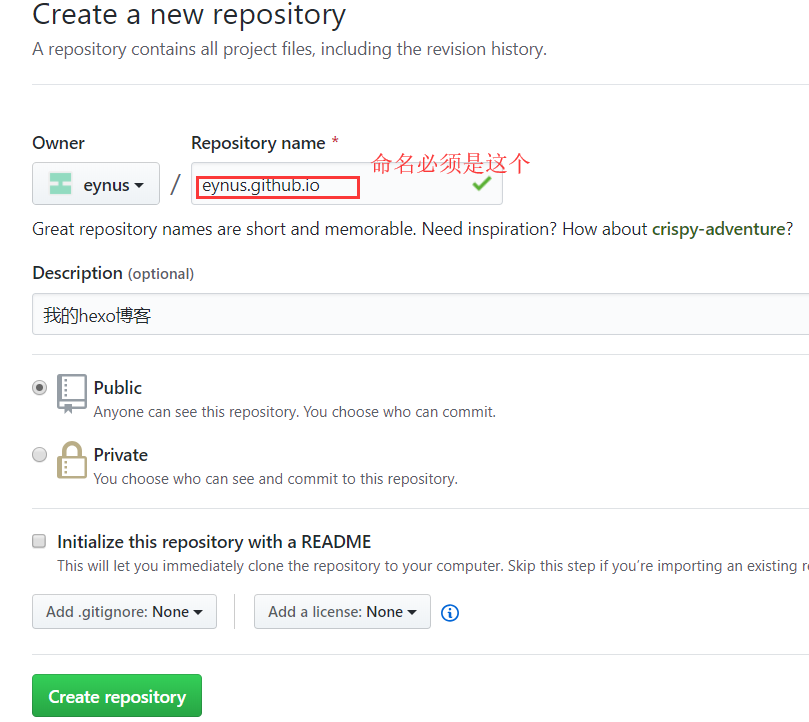 Create a new repository
A repository contains all project files, including the revision history.
Owner
Repository name *
命名必须是这个
eynus / eynus.github.io
Great repository names are short and memorable. Need inspiration? How about crispy-adventure?
Description (optional)
我的hexo博客
Public
Anyone can see this repository. You choose who can commit.
Private
You choose who can see and commit to this repository.
Initialize this repository with a README
This will let you immediately clone the repository to your computer. Skip this step if you're importing an existing
Add .gitignore: None
Add a license: None
Create repository